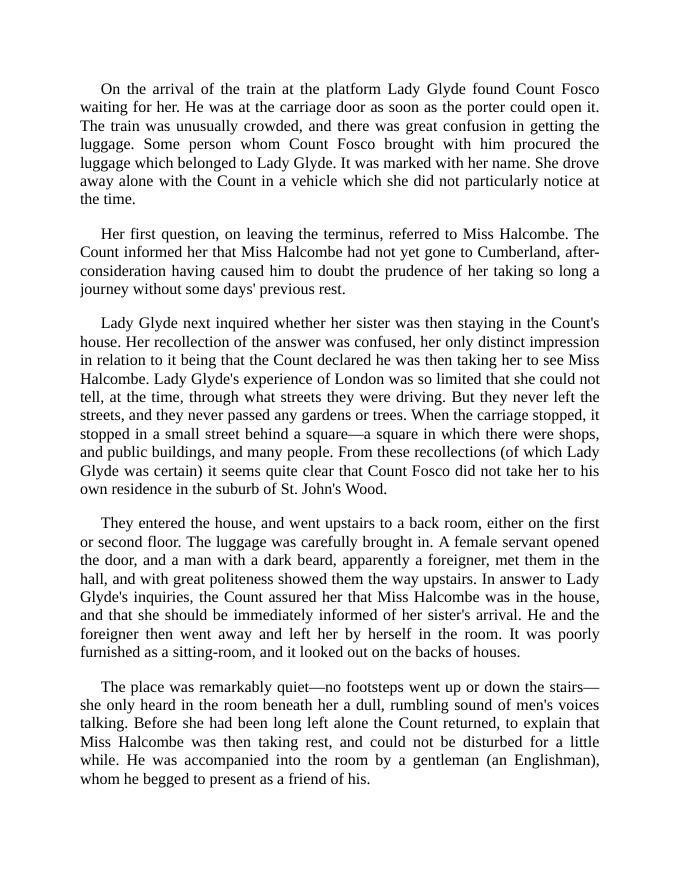 On the arrival of the train at the platform Lady Glyde found Count Fosco
waiting for her. He was at the carriage door as soon as the porter could open it.
The train was unusually crowded, and there was great confusion in getting the
luggage. Some person whom Count Fosco brought with him procured the
luggage which belonged to Lady Glyde. It was marked with her name. She drove
away alone with the Count in a vehicle which she did not particularly notice at
the time.
Her first question, on leaving the terminus, referred to Miss Halcombe. The
Count informed her that Miss Halcombe had not yet gone to Cumberland, after-
consideration having caused him to doubt the prudence of her taking so long a
journey without some days' previous rest.
Lady Glyde next inquired whether her sister was then staying in the Count's
house. Her recollection of the answer was confused, her only distinct impression
in relation to it being that the Count declared he was then taking her to see Miss
Halcombe. Lady Glyde's experience of London was so limited that she could not
tell, at the time, through what streets they were driving. But they never left the
streets, and they never passed any gardens or trees. When the carriage stopped, it
stopped in a small street behind a square—a square in which there were shops,
and public buildings, and many people. From these recollections (of which Lady
Glyde was certain) it seems quite clear that Count Fosco did not take her to his
own residence in the suburb of St. John's Wood.
They entered the house, and went upstairs to a back room, either on the first
or second floor. The luggage was carefully brought in. A female servant opened
the door, and a man with a dark beard, apparently a foreigner, met them in the
hall, and with great politeness showed them the way upstairs. In answer to Lady
Glyde's inquiries, the Count assured her that Miss Halcombe was in the house,
and that she should be immediately informed of her sister's arrival. He and the
foreigner then went away and left her by herself in the room. It was poorly
furnished as a sitting-room, and it looked out on the backs of houses.
The place was remarkably quiet—no footsteps went up or down the stairs—
she only heard in the room beneath her a dull, rumbling sound of men's voices
talking. Before she had been long left alone the Count returned, to explain that
Miss Halcombe was then taking rest, and could not be disturbed for a little
while. He was accompanied into the room by a gentleman (an Englishman),
whom he begged to present as a friend of his.